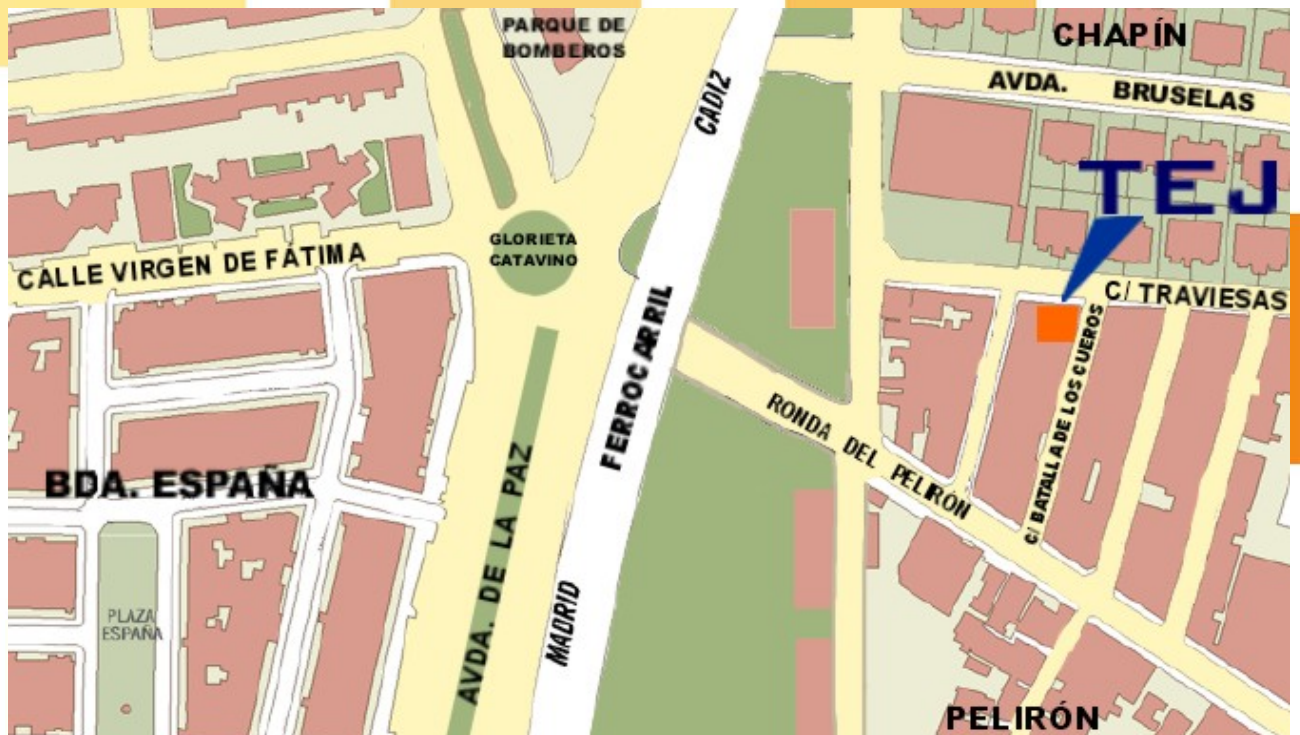 PARQUE DE
BOMBEROS
CHAPÍN
AVDA. BRUSELAS
CADIZ
TEJ
GLORIETA
CATAVINO
CALLE VIRGEN DE FÁTIMA
C/ TRAVIESAS
FERROCARRIL
C/ BATALLA DE LOS CUEROS
RONDA DEL PELIRÓN
BDA. ESPAÑA
AVDA. DE LA PAZ
MADRID
PLAZA
ESPAÑA
PELIRÓN